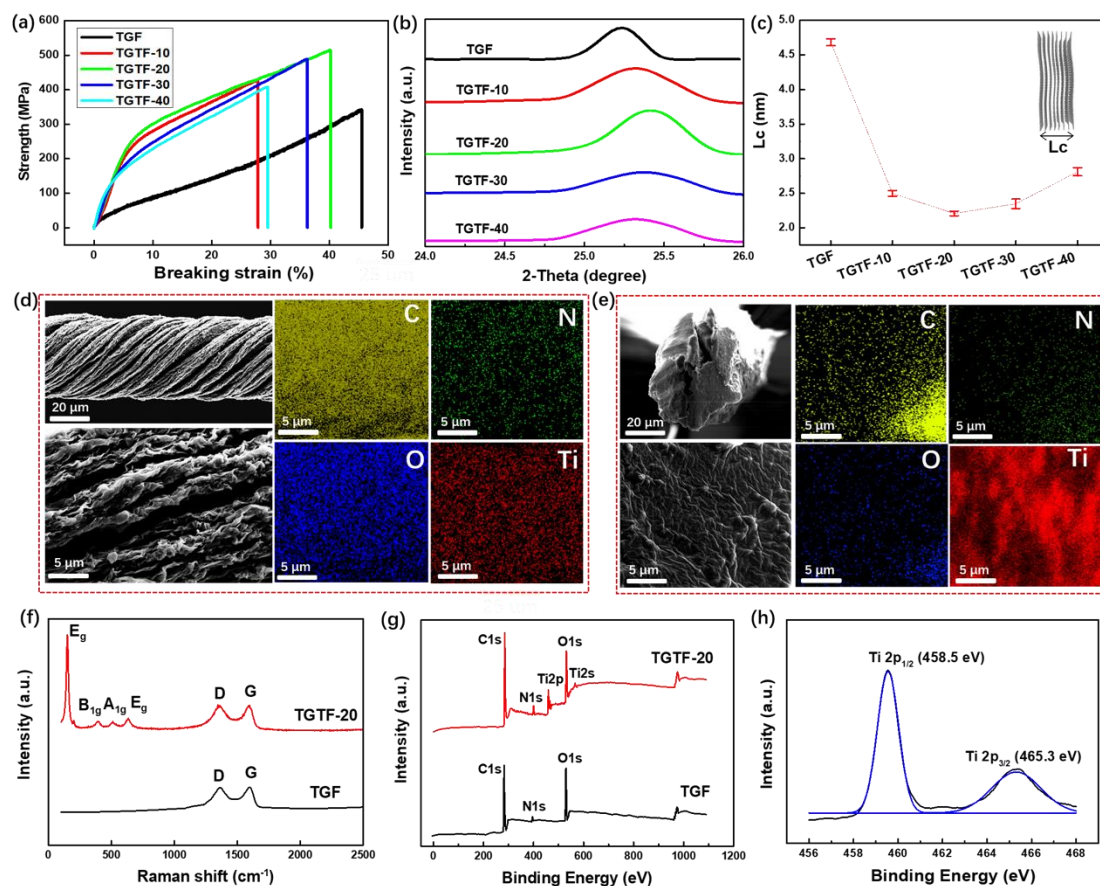 (a)
TGF
TGTF-10
TGTF-20
TGTF-30
TGTF-40
Strength (MPa)
600
500
400
300
200
100
0
0 10 20 30 40 50
Breaking strain (%)
(b)
Intensity (a.u.)
TGF
TGTF-10
TGTF-20
TGTF-30
TGTF-40
24.0 24.5 25.0 25.5 26.0
2-Theta (degree)
(c)
Lc (nm)
5.0
4.5
4.0
3.5
3.0
2.5
2.0
Lc
TGF TGTF-10 TGTF-20 TGTF-30 TGTF-40
(d)
20 μm
5 μm
C
5 μm
N
5 μm
O
5 μm
Ti
5 μm
(e)
20 μm
5 μm
C
5 μm
N
5 μm
O
5 μm
Ti
5 μm
(f)
Intensity (a.u.)
Eg
B1g A1g Eg
D G
TGTF-20
D G
TGF
0 500 1000 1500 2000 2500
Raman shift (cm-1)
(g)
Intensity (a.u.)
C1s
N1s
Ti2p
O1s
Ti2s
TGTF-20
C1s
N1s
O1s
TGF
0 200 400 600 800 1000 1200
Binding Energy (eV)
(h)
Intensity (a.u.)
Ti 2p1/2 (458.5 eV)
Ti 2p3/2 (465.3 eV)
456 458 460 462 464 466 468
Binding Energy (eV)